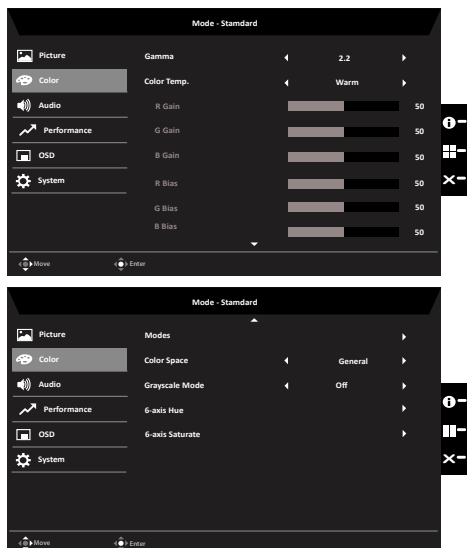 Mode - Standard
Picture
Gamma 2.2
Color
Color Temp. Warm
Audio
R Gain 50
Performance
G Gain 50
OSD
B Gain 50
System
R Bias 50
G Bias 50
B Bias 50
Move Enter
Mode - Standard
Picture
Modes
Color
Color Space General
Audio
Grayscale Mode Off
Performance
6-axis Hue
OSD
6-axis Saturate
System
Move Enter